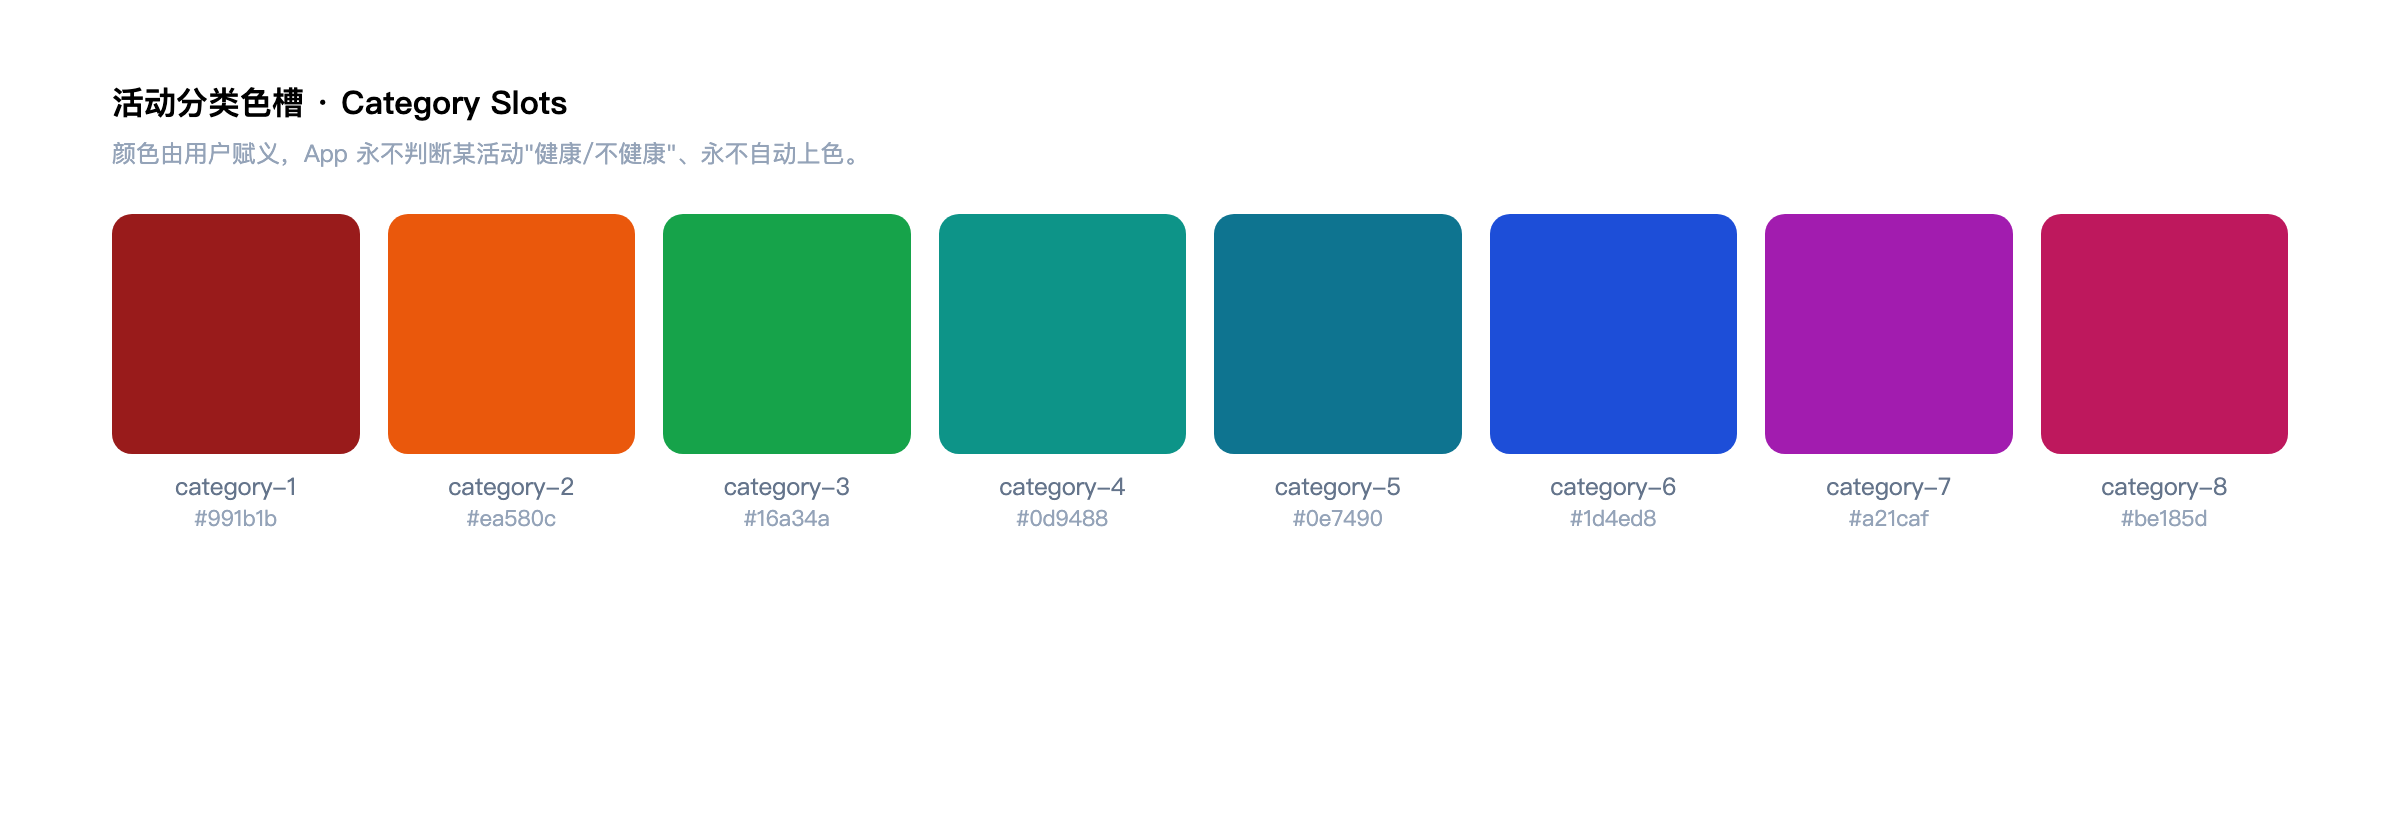 活动分类色槽 · Category Slots
颜色由用户赋义，App 永不判断某活动"健康/不健康"、永不自动上色。
category-1
#991b1b
category-2
#ea580c
category-3
#16a34a
category-4
#0d9488
category-5
#0e7490
category-6
#1d4ed8
category-7
#a21caf
category-8
#be185d